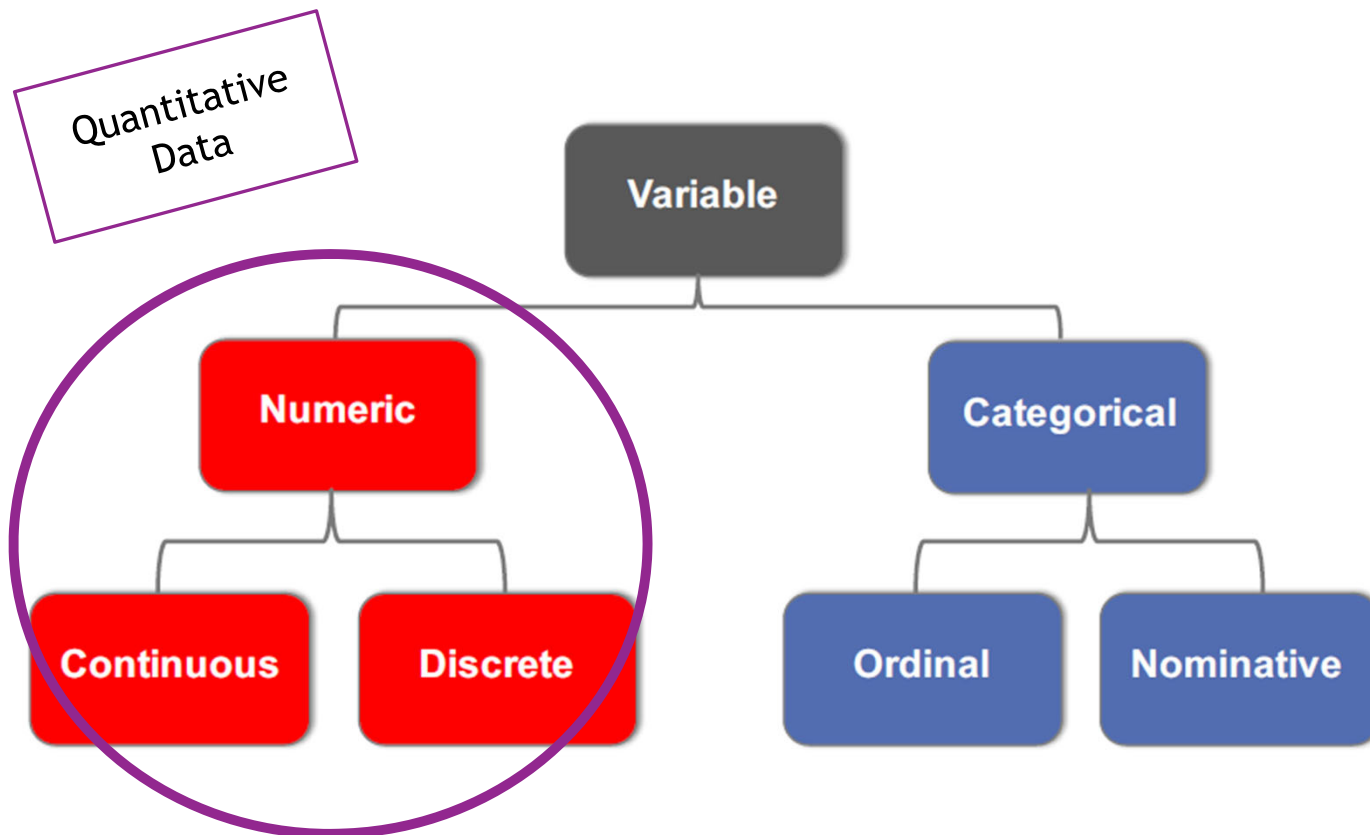 Quantitative
Data
Variable
Numeric
Categorical
Continuous
Discrete
Ordinal
Nominative